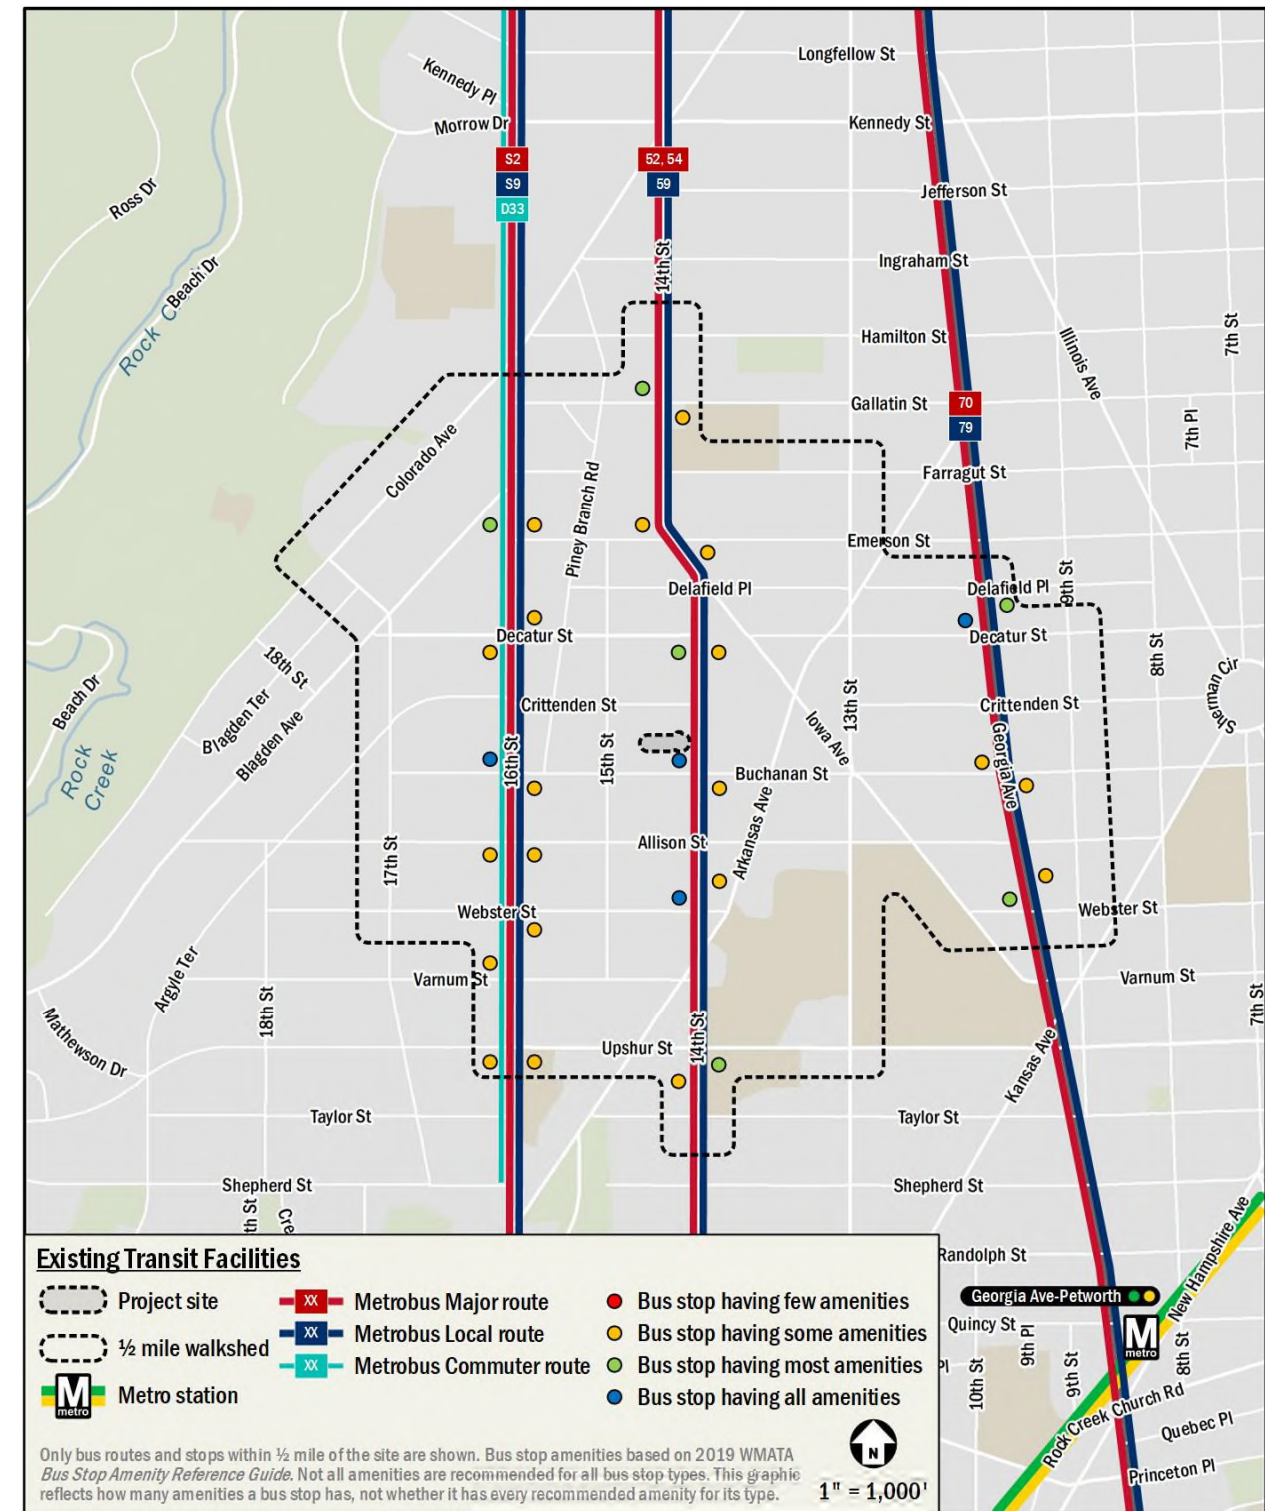 Longfellow St
Kennedy Pl
Morrow Dr
Kennedy St
S2
S9
D33
52, 54
59
Ross Dr
Jefferson St
14th St
Ingraham St
Beach Dr
Rock C
Hamilton St
Illinois Ave
7th St
Gallatin St
70
79
7th Pl
Colorado Ave
Farragut St
Piney Branch Rd
Emerson St
Delafield Pl
Delafield Pl
9th St
Decatur St
Decatur St
18th St
8th St
Sherman Cir
Beach Dr
Crittenden St
Crittenden St
13th St
Blagden Ter
Blagden Ave
Iowa Ave
Rock
Creek
16th St
15th St
Georgia Ave
Buchanan St
Allison St
Arkansas Ave
17th St
Webster St
Webster St
Varnum St
Varnum St
Argyle Ter
18th St
7th St
Mathewson Dr
Upshur St
14th St
Kansas Ave
Taylor St
Taylor St
Shepherd St
Shepherd St
th St
Cre
New Hampshire Ave
Randolph St
Georgia Ave-Petworth
Quincy St
M
metro
9th Pl
8th St
Pl
10th St
9th St
Rock Creek Church Rd
Quebec Pl
Princeton Pl
Existing Transit Facilities
Project site
½ mile walkshed
M
metro
Metro station
XX Metrobus Major route
XX Metrobus Local route
XX Metrobus Commuter route
Bus stop having few amenities
Bus stop having some amenities
Bus stop having most amenities
Bus stop having all amenities
Only bus routes and stops within ½ mile of the site are shown. Bus stop amenities based on 2019 WMATA
Bus Stop Amenity Reference Guide. Not all amenities are recommended for all bus stop types. This graphic
reflects how many amenities a bus stop has, not whether it has every recommended amenity for its type.
N
1" = 1,000'